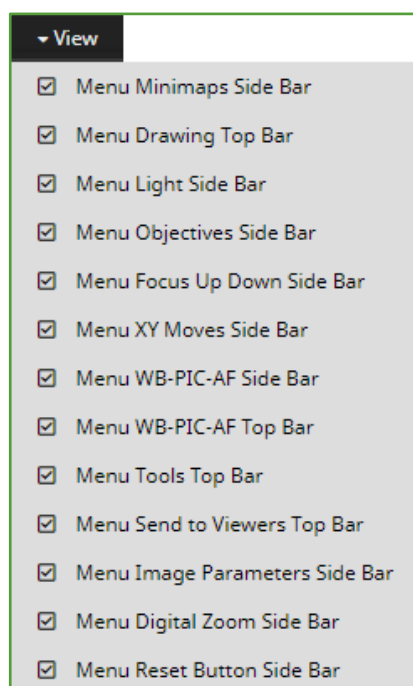 View
Menu Minimaps Side Bar
Menu Drawing Top Bar
Menu Light Side Bar
Menu Objectives Side Bar
Menu Focus Up Down Side Bar
Menu XY Moves Side Bar
Menu WB-PIC-AF Side Bar
Menu WB-PIC-AF Top Bar
Menu Tools Top Bar
Menu Send to Viewers Top Bar
Menu Image Parameters Side Bar
Menu Digital Zoom Side Bar
Menu Reset Button Side Bar